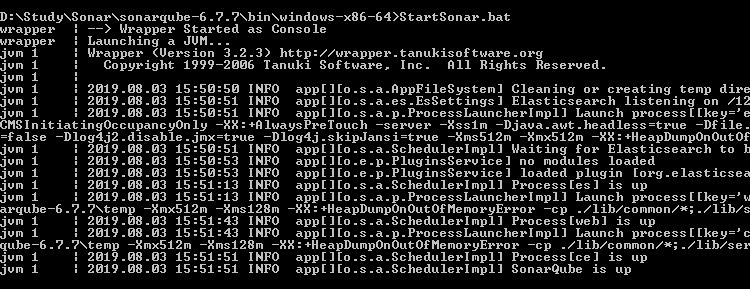 D:\Study\Sonar\sonarqube-6.7.7\bin\windows-x86-64>StartSonar.bat
wrapper | --> Wrapper Started as Console
wrapper | Launching a JVM...
jvm 1 | Wrapper (Version 3.2.3) http://wrapper.tanukisoftware.org
jvm 1 | Copyright 1999-2006 Tanuki Software, Inc. All Rights Reserved.
jvm 1 |
jvm 1 | 2019.08.03 15:50:50 INFO app[][o.s.a.AppFileSystem] Cleaning or creating temp dire
jvm 1 | 2019.08.03 15:50:51 INFO app[][o.s.a.es.EsSettings] Elasticsearch listening on /12
jvm 1 | 2019.08.03 15:50:51 INFO app[][o.s.a.p.ProcessLauncherImpl] Launch process[[key='e
CMSInitiatingOccupancyOnly -XX:+AlwaysPreTouch -server -Xss1m -Djava.awt.headless=true -Dfile.
=false -Dlog4j2.disable.jmx=true -Dlog4j.skipJansi=true -Xms512m -Xmx512m -XX:+HeapDumpOnOutOf
jvm 1 | 2019.08.03 15:50:51 INFO app[][o.s.a.SchedulerImpl] Waiting for Elasticsearch to b
jvm 1 | 2019.08.03 15:50:53 INFO app[][o.e.p.PluginsService] no modules loaded
jvm 1 | 2019.08.03 15:50:53 INFO app[][o.e.p.PluginsService] loaded plugin [org.elasticsea
jvm 1 | 2019.08.03 15:51:13 INFO app[][o.s.a.SchedulerImpl] Process[es] is up
jvm 1 | 2019.08.03 15:51:13 INFO app[][o.s.a.p.ProcessLauncherImpl] Launch process[[key='w
arqube-6.7.7\temp -Xmx512m -Xms128m -XX:+HeapDumpOnOutOfMemoryError -cp ./lib/common/*;./lib/s
jvm 1 | 2019.08.03 15:51:43 INFO app[][o.s.a.SchedulerImpl] Process[web] is up
jvm 1 | 2019.08.03 15:51:43 INFO app[][o.s.a.p.ProcessLauncherImpl] Launch process[[key='c
qube-6.7.7\temp -Xmx512m -Xms128m -XX:+HeapDumpOnOutOfMemoryError -cp ./lib/common/*;./lib/ser
jvm 1 | 2019.08.03 15:51:51 INFO app[][o.s.a.SchedulerImpl] Process[ce] is up
jvm 1 | 2019.08.03 15:51:51 INFO app[][o.s.a.SchedulerImpl] SonarQube is up